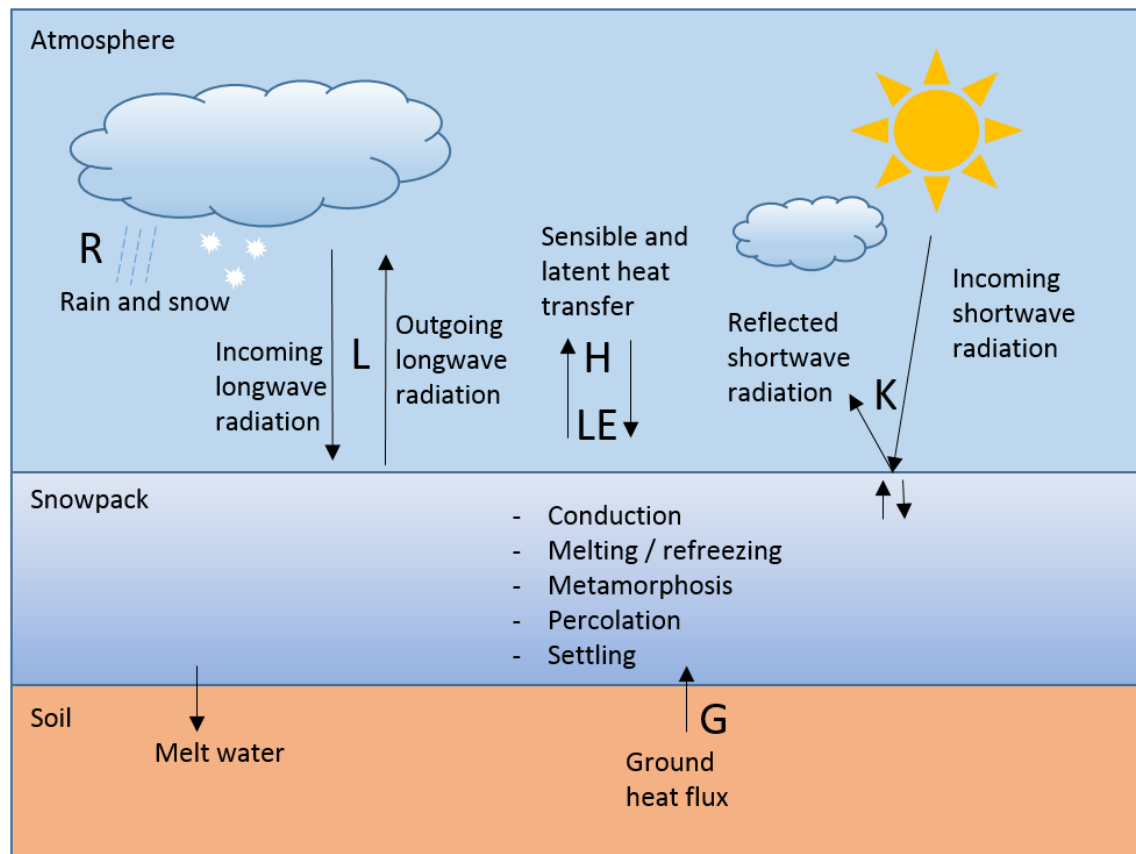 Atmosphere
R
Rain and snow
Incoming
longwave
radiation
L
Outgoing
longwave
radiation
Sensible and
latent heat
transfer
H
LE
Reflected
shortwave
radiation
K
Incoming
shortwave
radiation
Snowpack
- Conduction
- Melting / refreezing
- Metamorphosis
- Percolation
- Settling
Soil
Melt water
G
Ground
heat flux